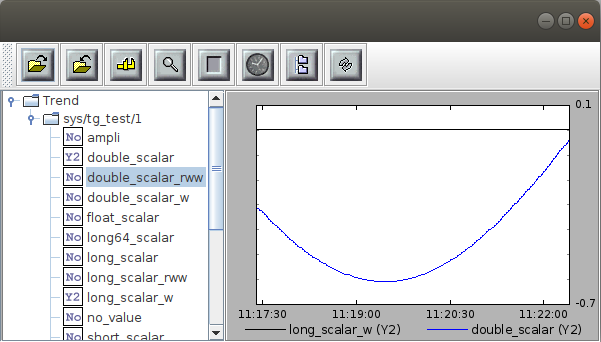 Trend
sys/tg_test/1
No ampli
Y2 double_scalar
No double_scalar_rww
No double_scalar_w
No float_scalar
No long64_scalar
No long_scalar
No long_scalar_rww
Y2 long_scalar_w
No no_value
No short_scalar
0.1
-0.7
11:17:30 11:19:00 11:20:30 11:22:00
long_scalar_w (Y2) double_scalar (Y2)